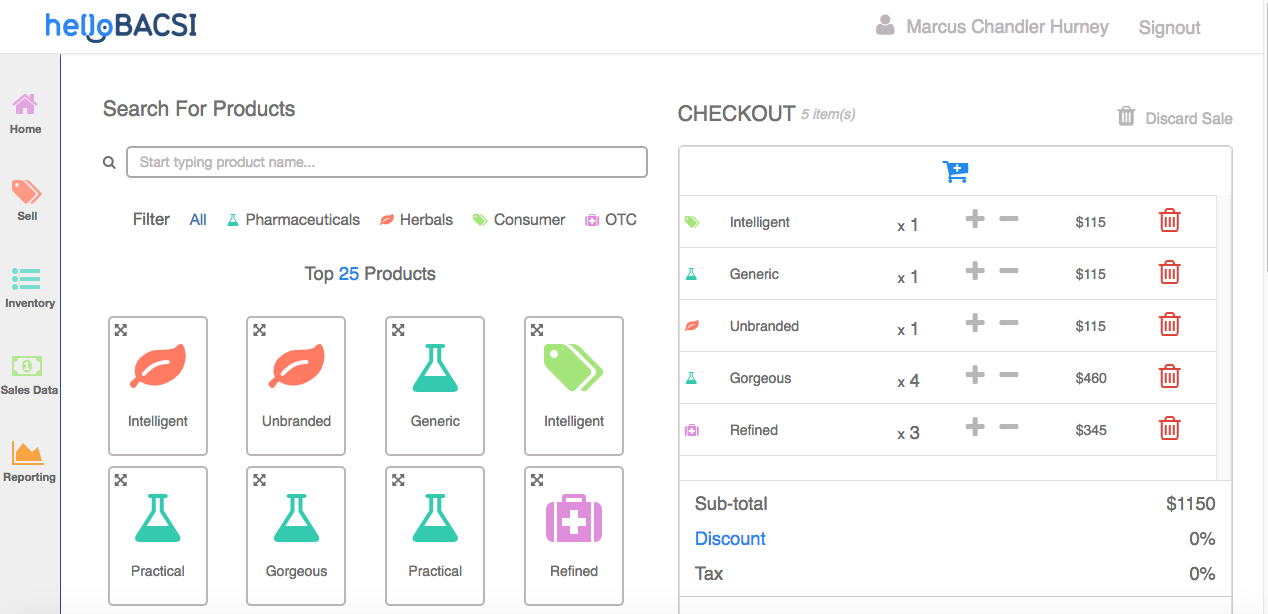 helloBACSI
Marcus Chandler Hurney
Signout
Home
Sell
Inventory
1
Sales Data
Reporting
Search For Products
Start typing product name...
Filter All Pharmaceuticals Herbals Consumer OTC
Top 25 Products
Intelligent Unbranded Generic Intelligent
Practical Gorgeous Practical Refined
CHECKOUT 5 item(s)
Discard Sale
Intelligent x 1 $115
Generic x 1 $115
Unbranded x 1 $115
Gorgeous x 4 $460
Refined x 3 $345
Sub-total $1150
Discount 0%
Tax 0%